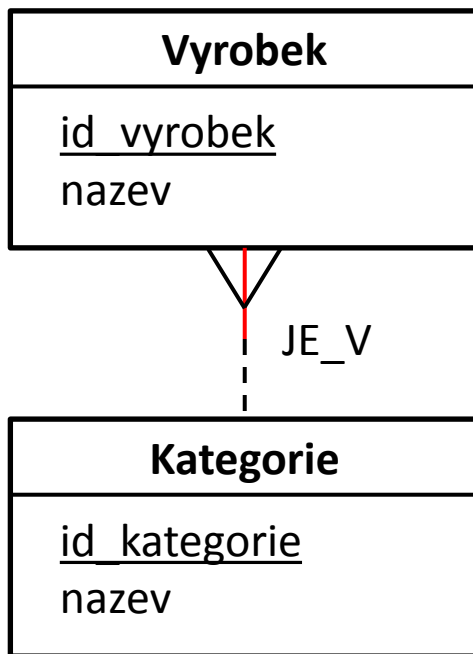 Vyrobek
id_vyrobek
nazev
JE_V
Kategorie
id_kategorie
nazev